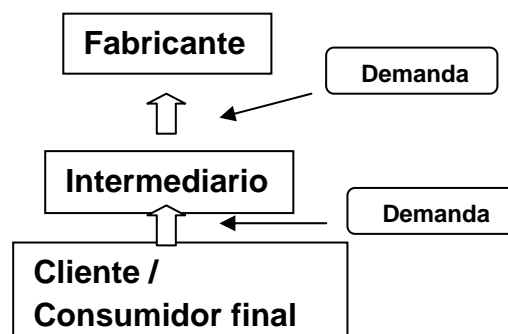 Fabricante
Demanda
Intermediario
Demanda
Cliente /
Consumidor final